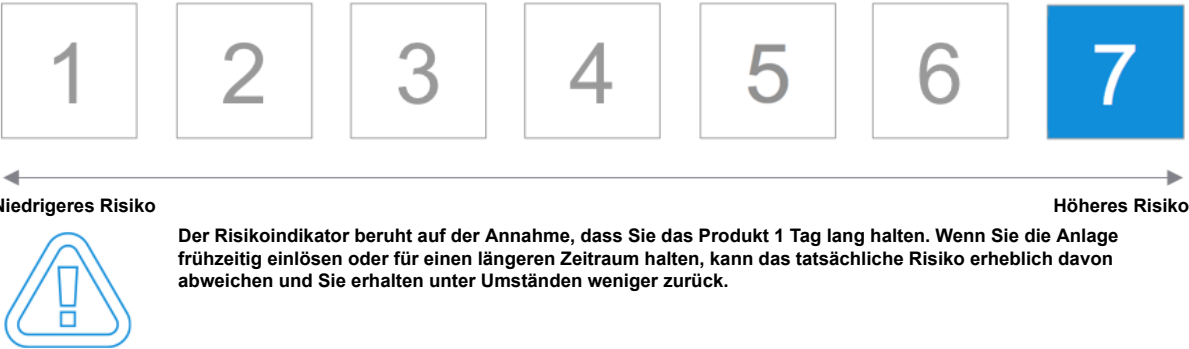 1 2 3 4 5 6 7
Niedrigeres Risiko Höheres Risiko
Der Risikoindikator beruht auf der Annahme, dass Sie das Produkt 1 Tag lang halten. Wenn Sie die Anlage
frühzeitig einlösen oder für einen längeren Zeitraum halten, kann das tatsächliche Risiko erheblich davon
abweichen und Sie erhalten unter Umständen weniger zurück.